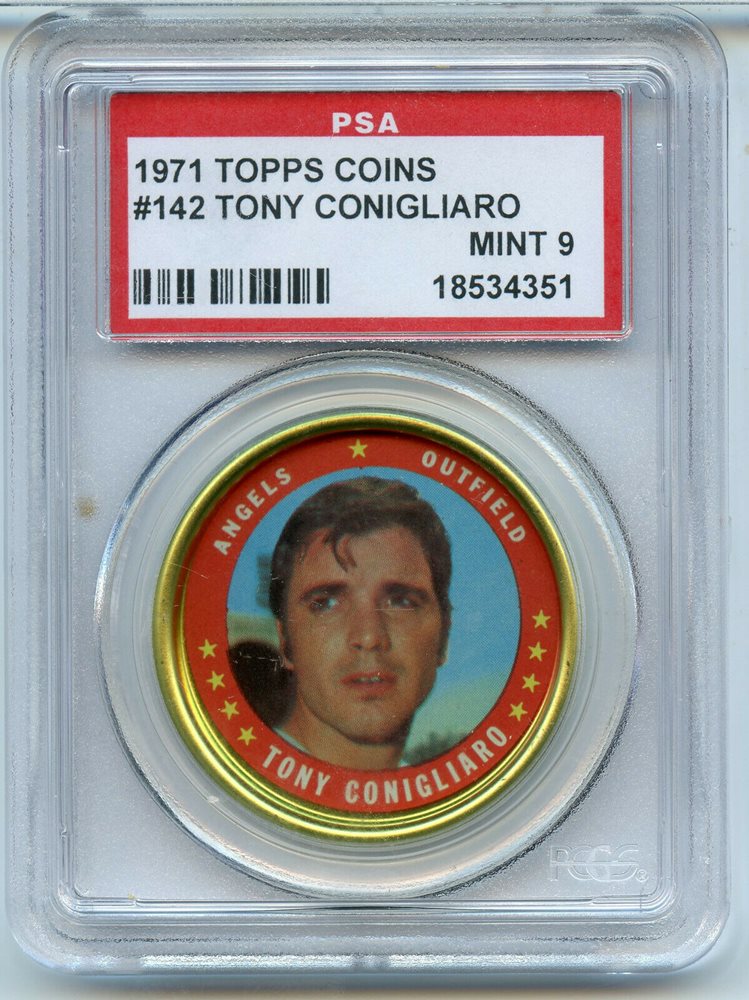 PSA
1971 TOPPS COINS
#142 TONY CONIGLIARO
MINT 9
18534351
ANGELS ★ OUTFIELD
TONY CONIGLIARO
PCGS®